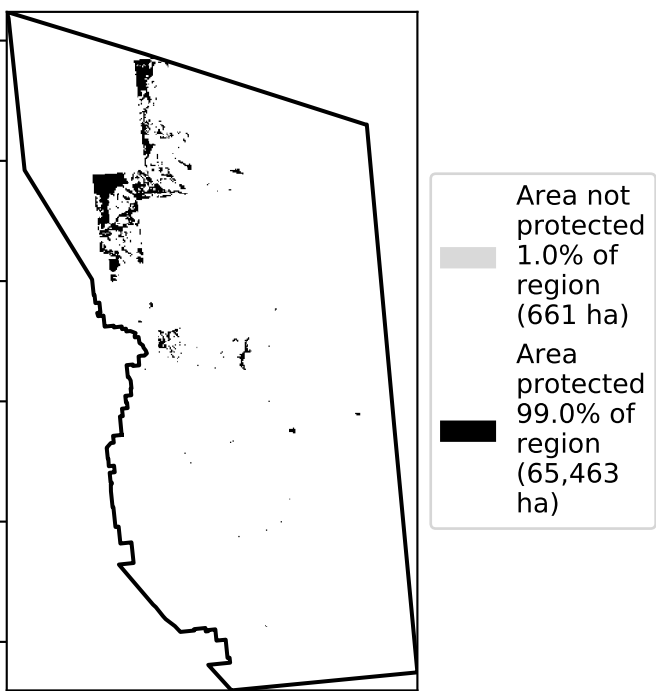 Area not
protected
1.0% of
region
(661 ha)
Area
protected
99.0% of
region
(65,463
ha)